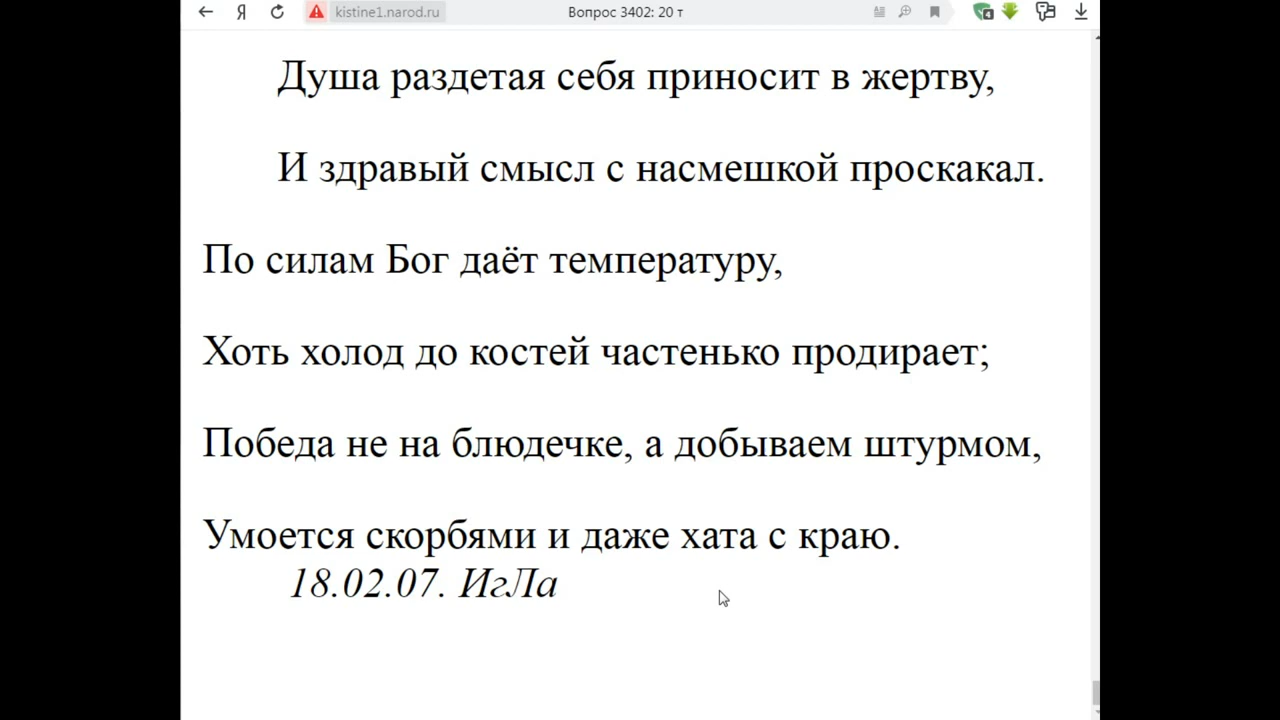 kistine1.narod.ru Вопрос 3402: 20 т
Душа раздетая себя приносит в жертву,
И здравый смысл с насмешкой проскакал.
По силам Бог даёт температуру,
Хоть холод до костей частенько продирает;
Победа не на блюдечке, а добываем штурмом,
Умоется скорбями и даже хата с краю.
18.02.07. ИгЛа